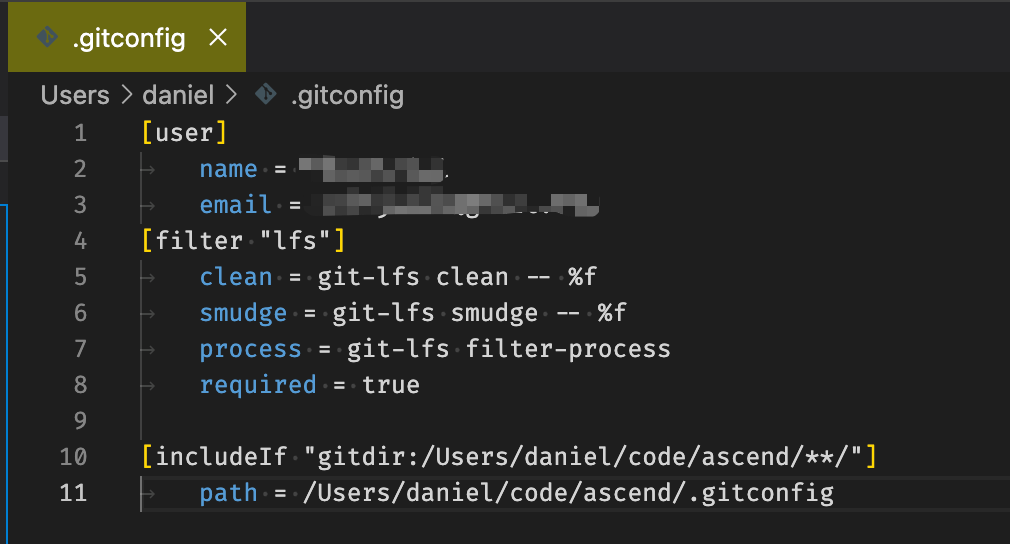 .gitconfig ×
Users > daniel > .gitconfig
1 [user]
2 name =
3 email =
4 [filter "lfs"]
5 clean = git-lfs clean -- %f
6 smudge = git-lfs smudge -- %f
7 process = git-lfs filter-process
8 required = true
9
10 [includeIf "gitdir:/Users/daniel/code/ascend/**/"]
11 path = /Users/daniel/code/ascend/.gitconfig